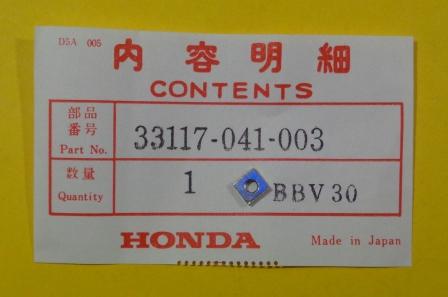 D5A 005
内容明細
CONTENTS
部品
番号
Part No.
33117-041-003
数量
Quantity
1
BBV30
HONDA
Made in Japan